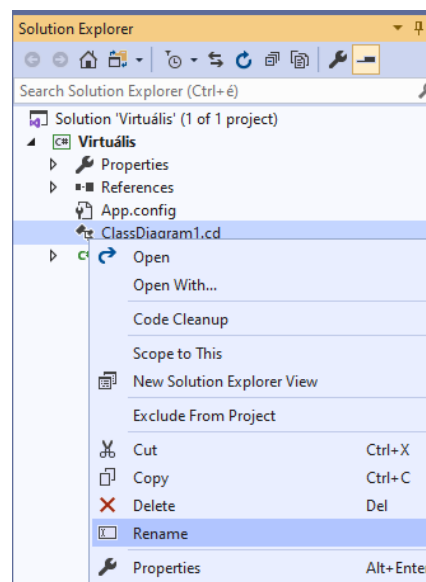 Solution Explorer
Search Solution Explorer (Ctrl+é)
Solution 'Virtuális' (1 of 1 project)
C# Virtuális
Properties
References
App.config
ClassDiagram1.cd
Open
Open With...
Code Cleanup
Scope to This
New Solution Explorer View
Exclude From Project
Cut Ctrl+X
Copy Ctrl+C
Delete Del
Rename
Properties Alt+Enter